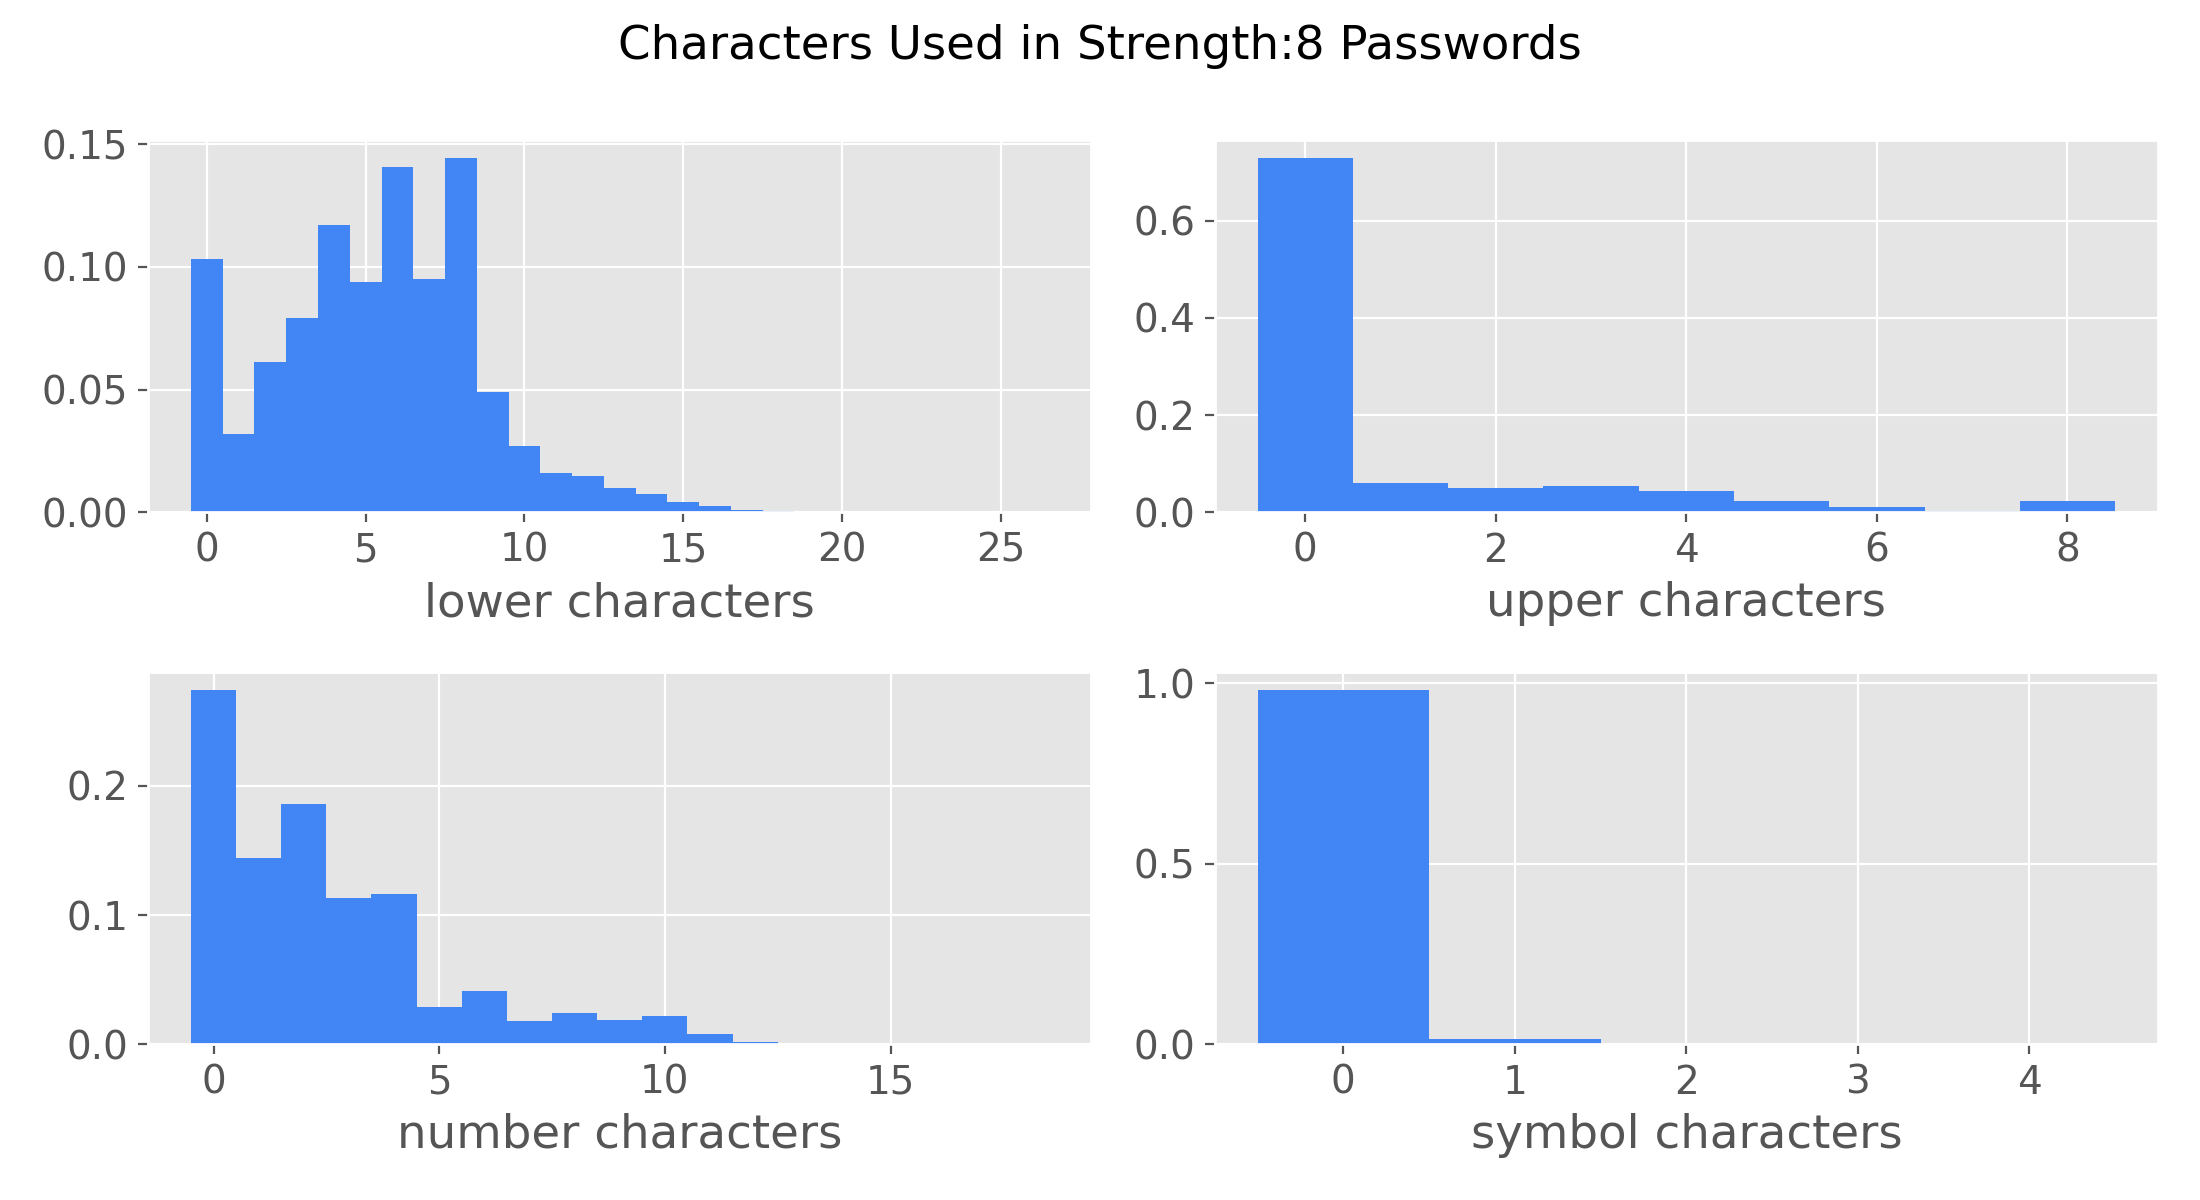 Characters Used in Strength:8 Passwords
0.15
0.10
0.05
0.00
0 5 10 15 20 25
lower characters
0.6
0.4
0.2
0.0
0 2 4 6 8
upper characters
0.2
0.1
0.0
0 5 10 15
number characters
1.0
0.5
0.0
0 1 2 3 4
symbol characters